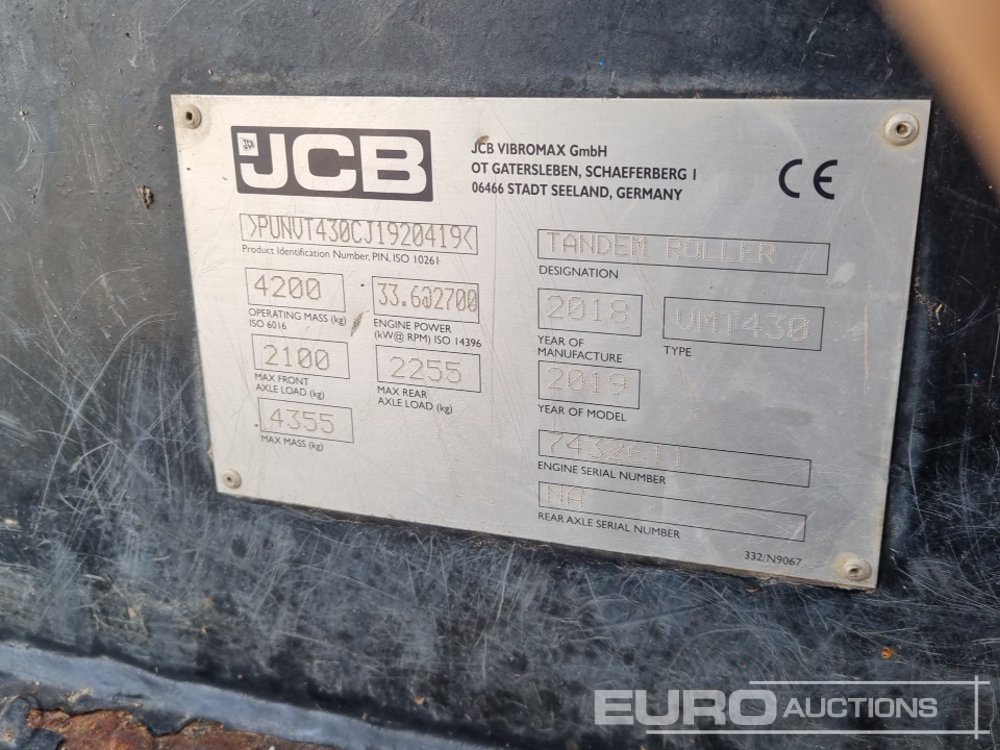 JCB
JCB VIBROMAX GmbH
OT GATERSLEBEN, SCHAEFERBERG 1
06466 STADT SEELAND, GERMANY
CE
>PUNVT430CJ1920419<
Product Identification Number, PIN, ISO 10261
4200
OPERATING MASS (kg)
ISO 6016
33.6@2700
ENGINE POWER
(kW@ RPM) ISO 14396
2100
MAX FRONT
AXLE LOAD (kg)
2255
MAX REAR
AXLE LOAD (kg)
4355
MAX MASS (kg)
TANDEM ROLLER
DESIGNATION
2018
YEAR OF
MANUFACTURE
VMT430
TYPE
2019
YEAR OF MODEL
7432611
ENGINE SERIAL NUMBER
NA
REAR AXLE SERIAL NUMBER
332/N9067
EURO AUCTIONS